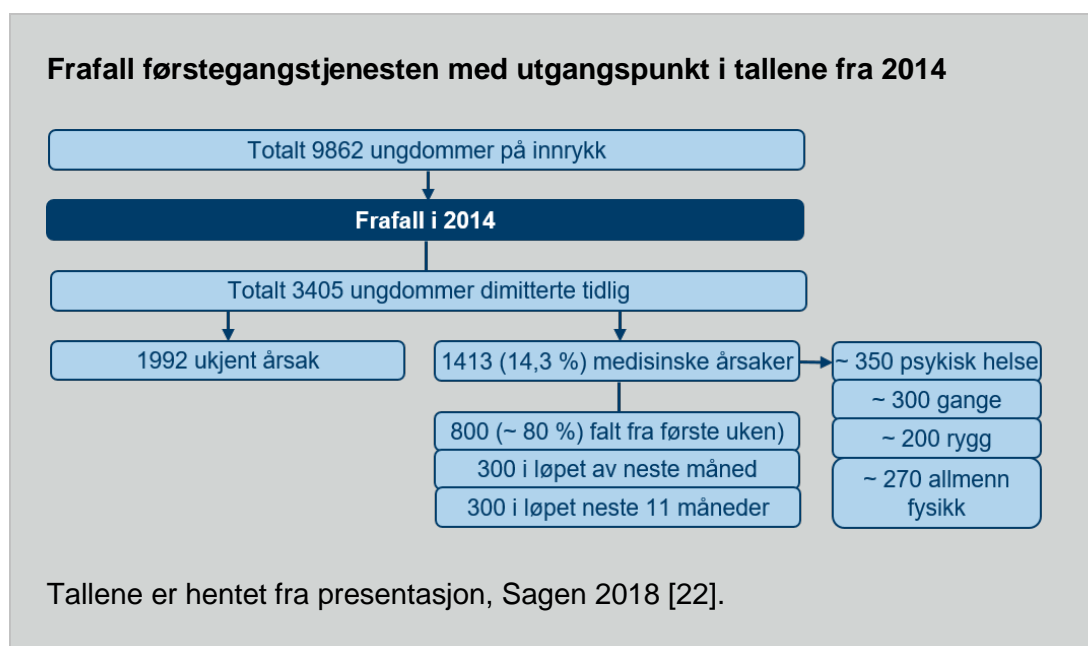 Frafall førstegangstjenesten med utgangspunkt i tallene fra 2014
Totalt 9862 ungdommer på innrykk
Frafall i 2014
Totalt 3405 ungdommer dimitterte tidlig
1992 ukjent årsak
1413 (14,3 %) medisinske årsaker
800 (~ 80 %) falt fra første uken)
300 i løpet av neste måned
300 i løpet neste 11 måneder
~ 350 psykisk helse
~ 300 gange
~ 200 rygg
~ 270 allmenn
fysikk
Tallene er hentet fra presentasjon, Sagen 2018 [22].